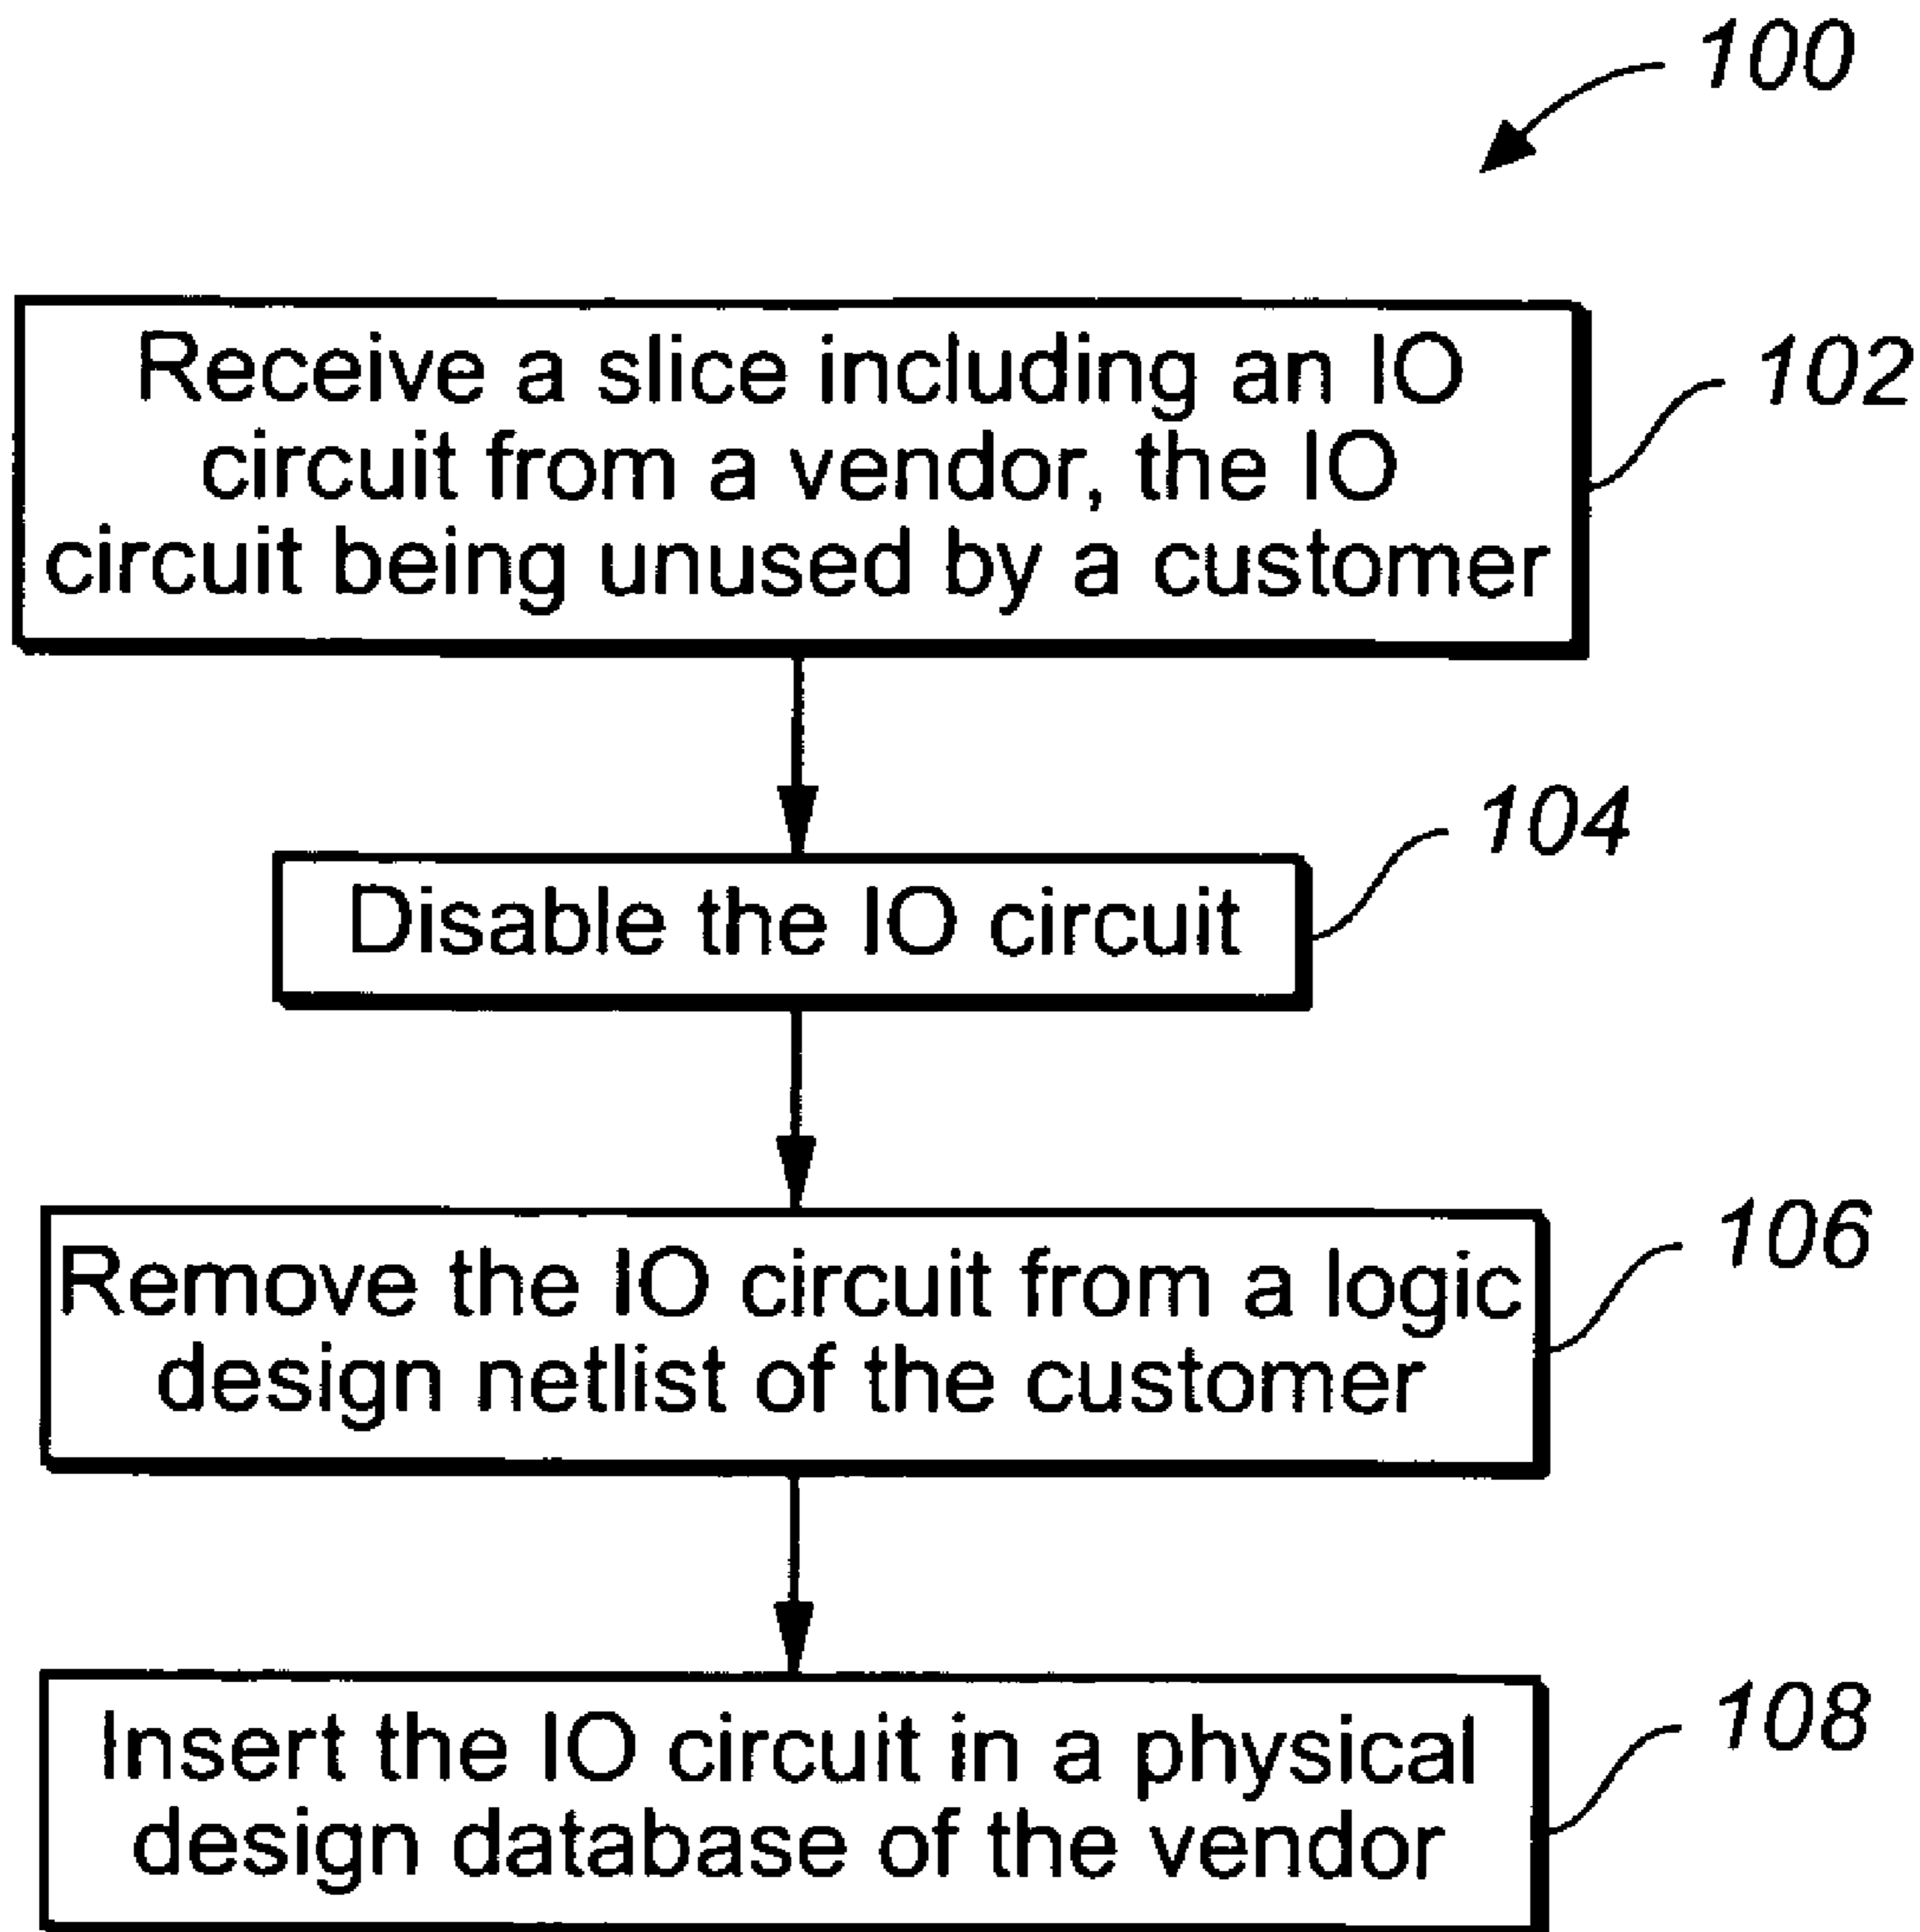 100
Receive a slice including an IO
circuit from a vendor, the IO
circuit being unused by a customer
102
Disable the IO circuit
104
Remove the IO circuit from a logic
design netlist of the customer
106
Insert the IO circuit in a physical
design database of the vendor
108